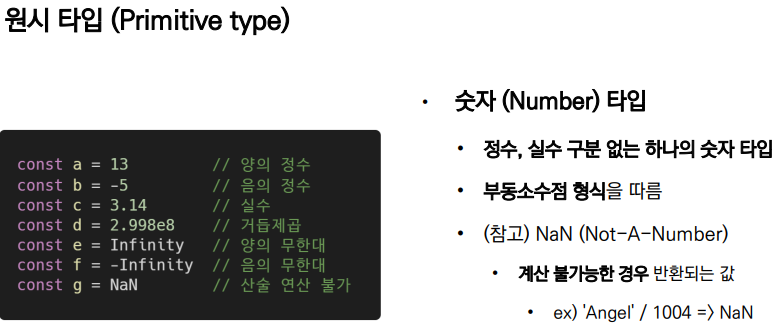 원시 타입 (Primitive type)
const a = 13 // 양의 정수
const b = -5 // 음의 정수
const c = 3.14 // 실수
const d = 2.998e8 // 거듭제곱
const e = Infinity // 양의 무한대
const f = -Infinity // 음의 무한대
const g = NaN // 산술 연산 불가
• 숫자 (Number) 타입
• 정수, 실수 구분 없는 하나의 숫자 타입
• 부동소수점 형식을 따름
• (참고) NaN (Not-A-Number)
• 계산 불가능한 경우 반환되는 값
• ex) 'Angel' / 1004 => NaN